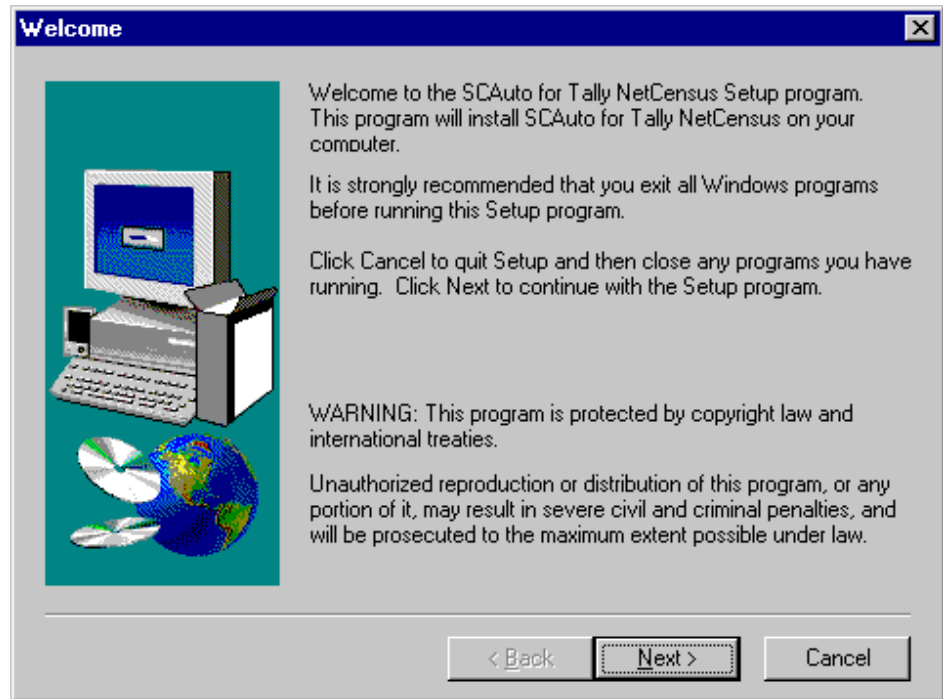 Welcome
Welcome to the SCAuto for Tally NetCensus Setup program.
This program will install SCAuto for Tally NetCensus on your
computer.
It is strongly recommended that you exit all Windows programs
before running this Setup program.
Click Cancel to quit Setup and then close any programs you have
running.  Click Next to continue with the Setup program.
WARNING: This program is protected by copyright law and
international treaties.
Unauthorized reproduction or distribution of this program, or any
portion of it, may result in severe civil and criminal penalties, and
will be prosecuted to the maximum extent possible under law.
< Back
Next >
Cancel